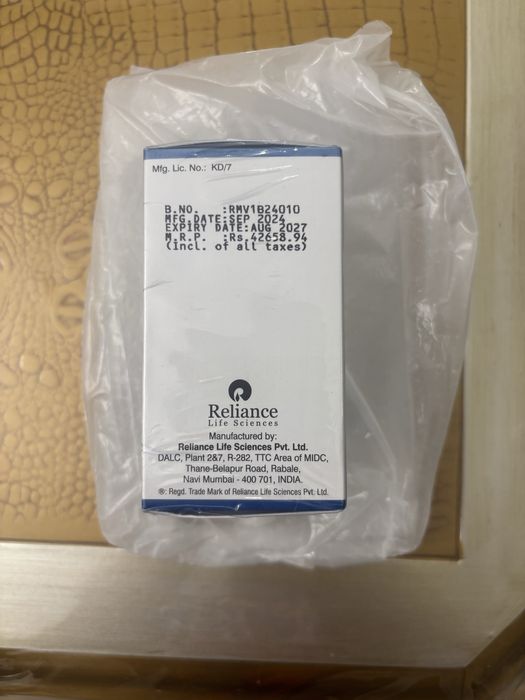 Mfg. Lic. No.: KD/7
B.NO. :RMV1B24010
MFG.DATE:SEP 2024
EXPIRY DATE:AUG 2027
M.R.P. :Rs.42658.94
(Incl. of all taxes)
Reliance
Life Sciences
Manufactured by:
Reliance Life Sciences Pvt. Ltd.
DALC, Plant 2&7, R-282, TTC Area of MIDC,
Thane-Belapur Road, Rabale,
Navi Mumbai - 400 701, INDIA.
®: Regd. Trade Mark of Reliance Life Sciences Pvt. Ltd.